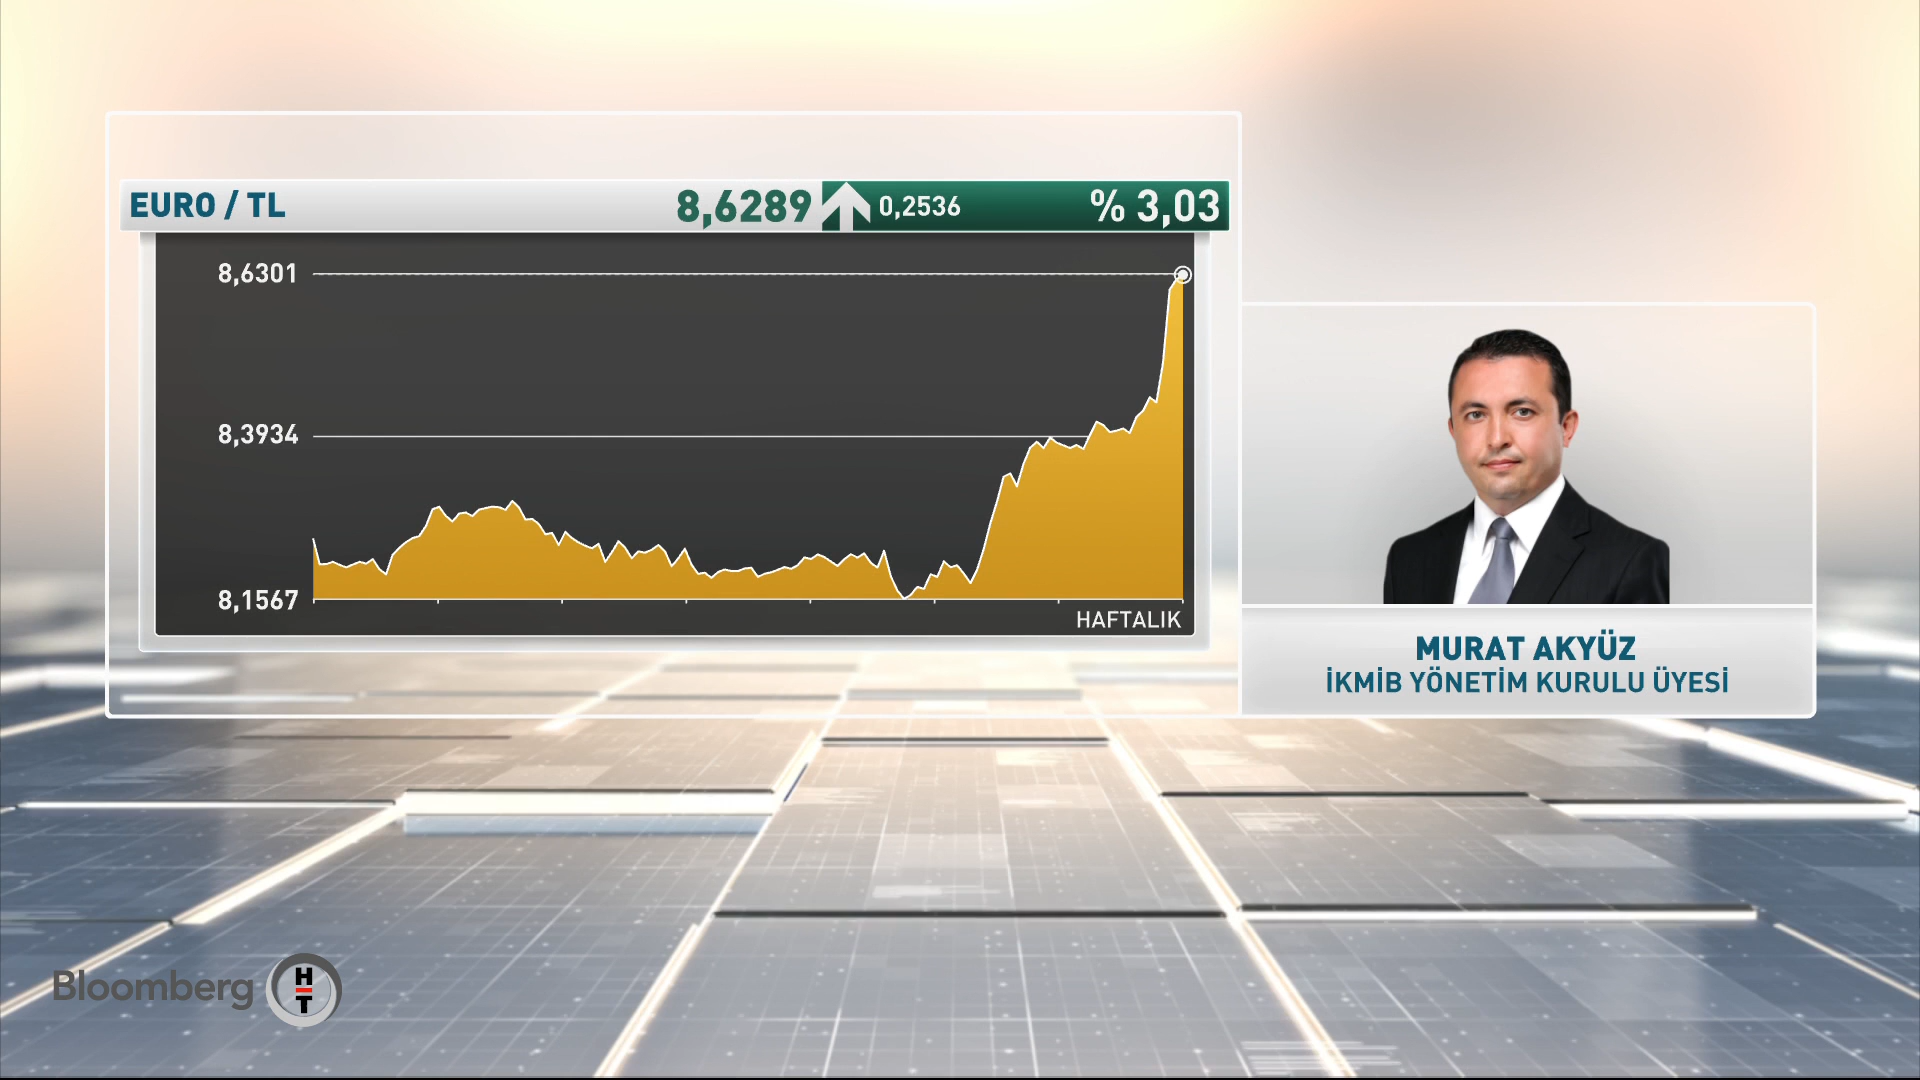 EURO / TL 8,6289 0,2536 % 3,03
8,6301
8,3934
8,1567
HAFTALIK
MURAT AKYÜZ
İKMİB YÖNETİM KURULU ÜYESİ
Bloomberg HT